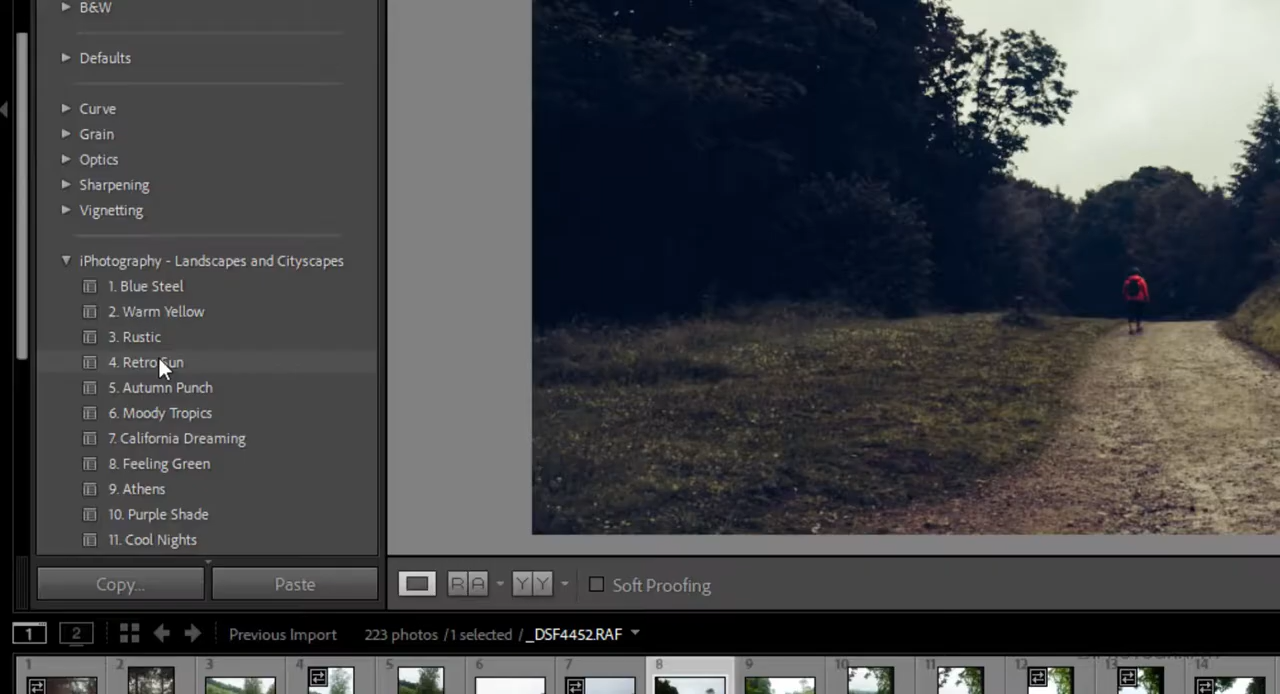 B&W
Defaults
Curve
Grain
Optics
Sharpening
Vignetting
iPhotography - Landscapes and Cityscapes
1. Blue Steel
2. Warm Yellow
3. Rustic
4. Retro Sun
5. Autumn Punch
6. Moody Tropics
7. California Dreaming
8. Feeling Green
9. Athens
10. Purple Shade
11. Cool Nights
Copy... Paste
R A Y Y Soft Proofing
1 2 Previous Import 223 photos / 1 selected / _DSF4452.RAF
1 2 3 4 5 6 7 8 9 10 11 12 13 14